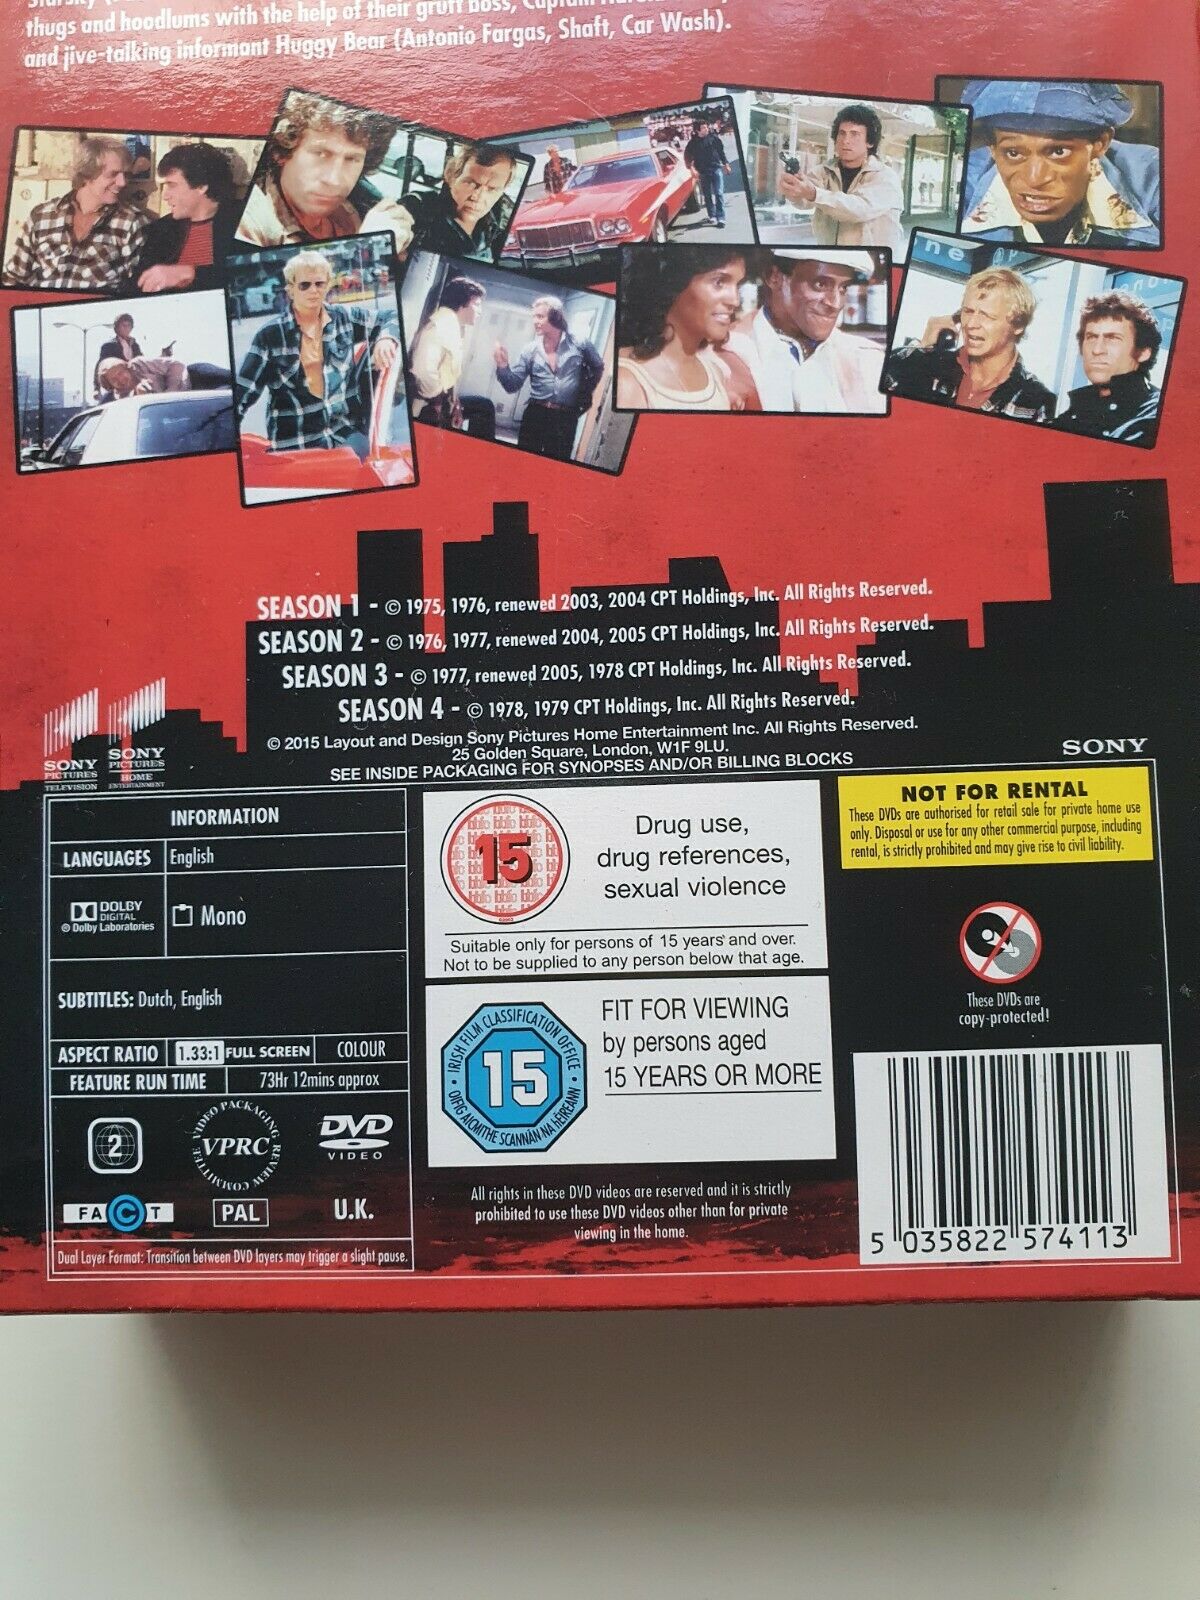 thugs and hoodlums with the help of their gruff boss, Captain
and jive-talking informant Huggy Bear (Antonio Fargas, Shaft, Car Wash).
SEASON 1 - © 1975, 1976, renewed 2003, 2004 CPT Holdings, Inc. All Rights Reserved.
SEASON 2 - © 1976, 1977, renewed 2004, 2005 CPT Holdings, Inc. All Rights Reserved.
SEASON 3 - © 1977, renewed 2005, 1978 CPT Holdings, Inc. All Rights Reserved.
SEASON 4 - © 1978, 1979 CPT Holdings, Inc. All Rights Reserved.
© 2015 Layout and Design Sony Pictures Home Entertainment Inc. All Rights Reserved.
25 Golden Square, London, W1F 9LU.
SEE INSIDE PACKAGING FOR SYNOPSES AND/OR BILLING BLOCKS
SONY
PICTURES
TELEVISION
SONY
PICTURES
HOME
ENTERTAINMENT
SONY
INFORMATION
LANGUAGES English
DOLBY
DIGITAL
© Dolby Laboratories
Mono
SUBTITLES: Dutch, English
ASPECT RATIO 1.33:1 FULL SCREEN COLOUR
FEATURE RUN TIME 73Hr 12mins approx
2
VIDEO PACKAGING REVIEW COMMITTEE
VPRC
DVD
VIDEO
FACT
PAL
U.K.
Dual Layer Format: Transition between DVD layers may trigger a slight pause.
15
Drug use,
drug references,
sexual violence
Suitable only for persons of 15 years and over.
Not to be supplied to any person below that age.
IRISH FILM CLASSIFICATION OFFICE
15
OIFIG AICMITHE SCANNÁN NA hÉIREANN
FIT FOR VIEWING
by persons aged
15 YEARS OR MORE
All rights in these DVD videos are reserved and it is strictly
prohibited to use these DVD videos other than for private
viewing in the home.
NOT FOR RENTAL
These DVDs are authorised for retail sale for private home use
only. Disposal or use for any other commercial purpose, including
rental, is strictly prohibited and may give rise to civil liability.
These DVDs are
copy-protected!
5 035822 574113